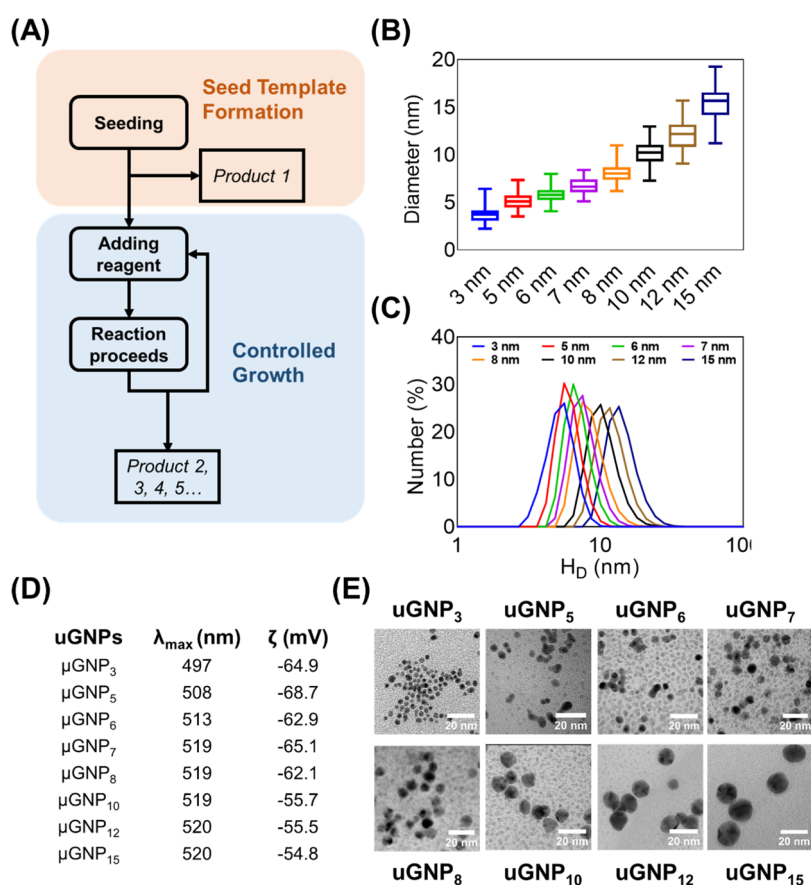 (A)
Seed Template
Formation
Seeding
Product 1
Adding
reagent
Reaction
proceeds
Controlled
Growth
Product 2,
3, 4, 5…
(B)
Diameter (nm)
20
15
10
5
0
3 nm
5 nm
6 nm
7 nm
8 nm
10 nm
12 nm
15 nm
(C)
Number (%)
40
30
20
10
0
3 nm 5 nm 6 nm 7 nm
8 nm 10 nm 12 nm 15 nm
1 10 100
H_D (nm)
(D)
uGNPs λ_max (nm) ζ (mV)
µGNP₃ 497 -64.9
µGNP₅ 508 -68.7
µGNP₆ 513 -62.9
µGNP₇ 519 -65.1
µGNP₈ 519 -62.1
µGNP₁₀ 519 -55.7
µGNP₁₂ 520 -55.5
µGNP₁₅ 520 -54.8
(E)
uGNP₃ uGNP₅ uGNP₆ uGNP₇
20 nm 20 nm 20 nm 20 nm
20 nm 20 nm 20 nm 20 nm
uGNP₈ uGNP₁₀ uGNP₁₂ uGNP₁₅